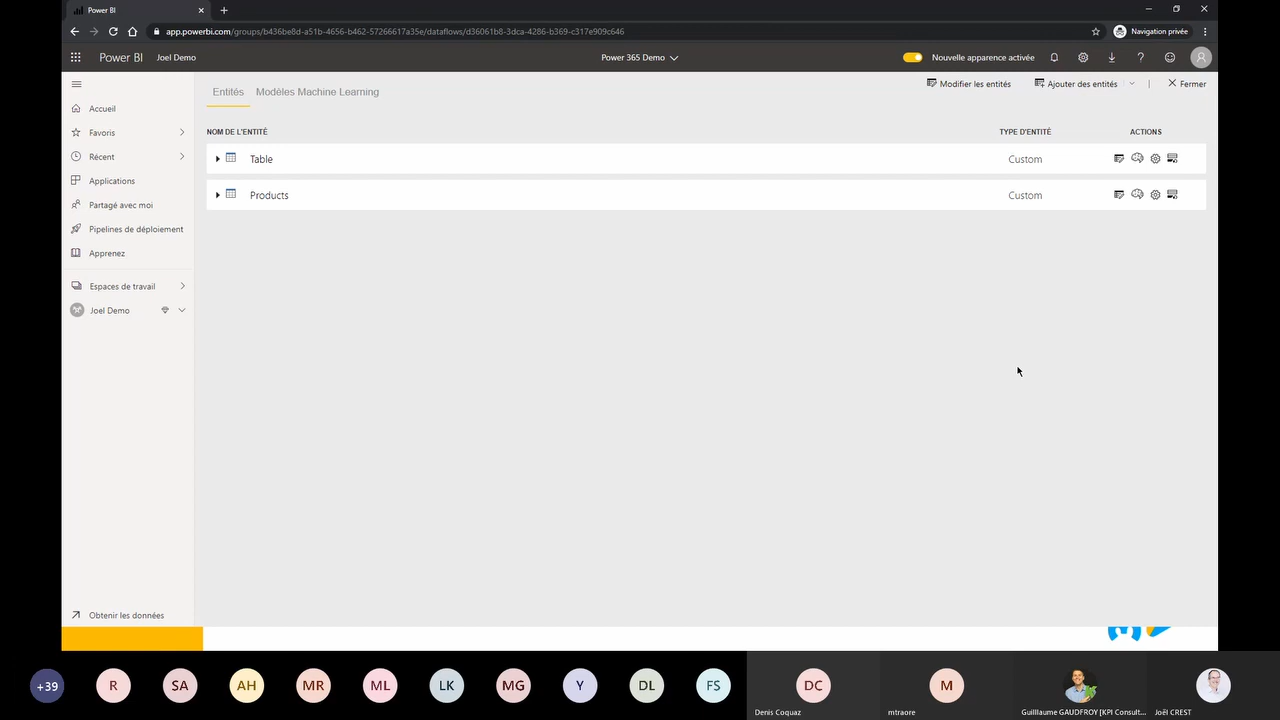 Power BI
app.powerbi.com/groups/b436be8d-a51b-4656-b462-57266617a35e/dataflows/d36061b8-3dca-4286-b369-c317e909c646
Navigation privée
Power BI
Joel Demo
Power 365 Demo
Nouvelle apparence activée
Accueil
Favoris
Récent
Applications
Partagé avec moi
Pipelines de déploiement
Apprenez
Espaces de travail
Joel Demo
Obtenir les données
Entités
Modèles Machine Learning
Modifier les entités
Ajouter des entités
Fermer
NOM DE L'ENTITÉ
TYPE D'ENTITÉ
ACTIONS
Table
Custom
Products
Custom
+39
R
SA
AH
MR
ML
LK
MG
Y
DL
FS
DC
M
Denis Coquaz
mtraore
Guilllaume GAUDFROY [KPI Consult...
Joël CREST